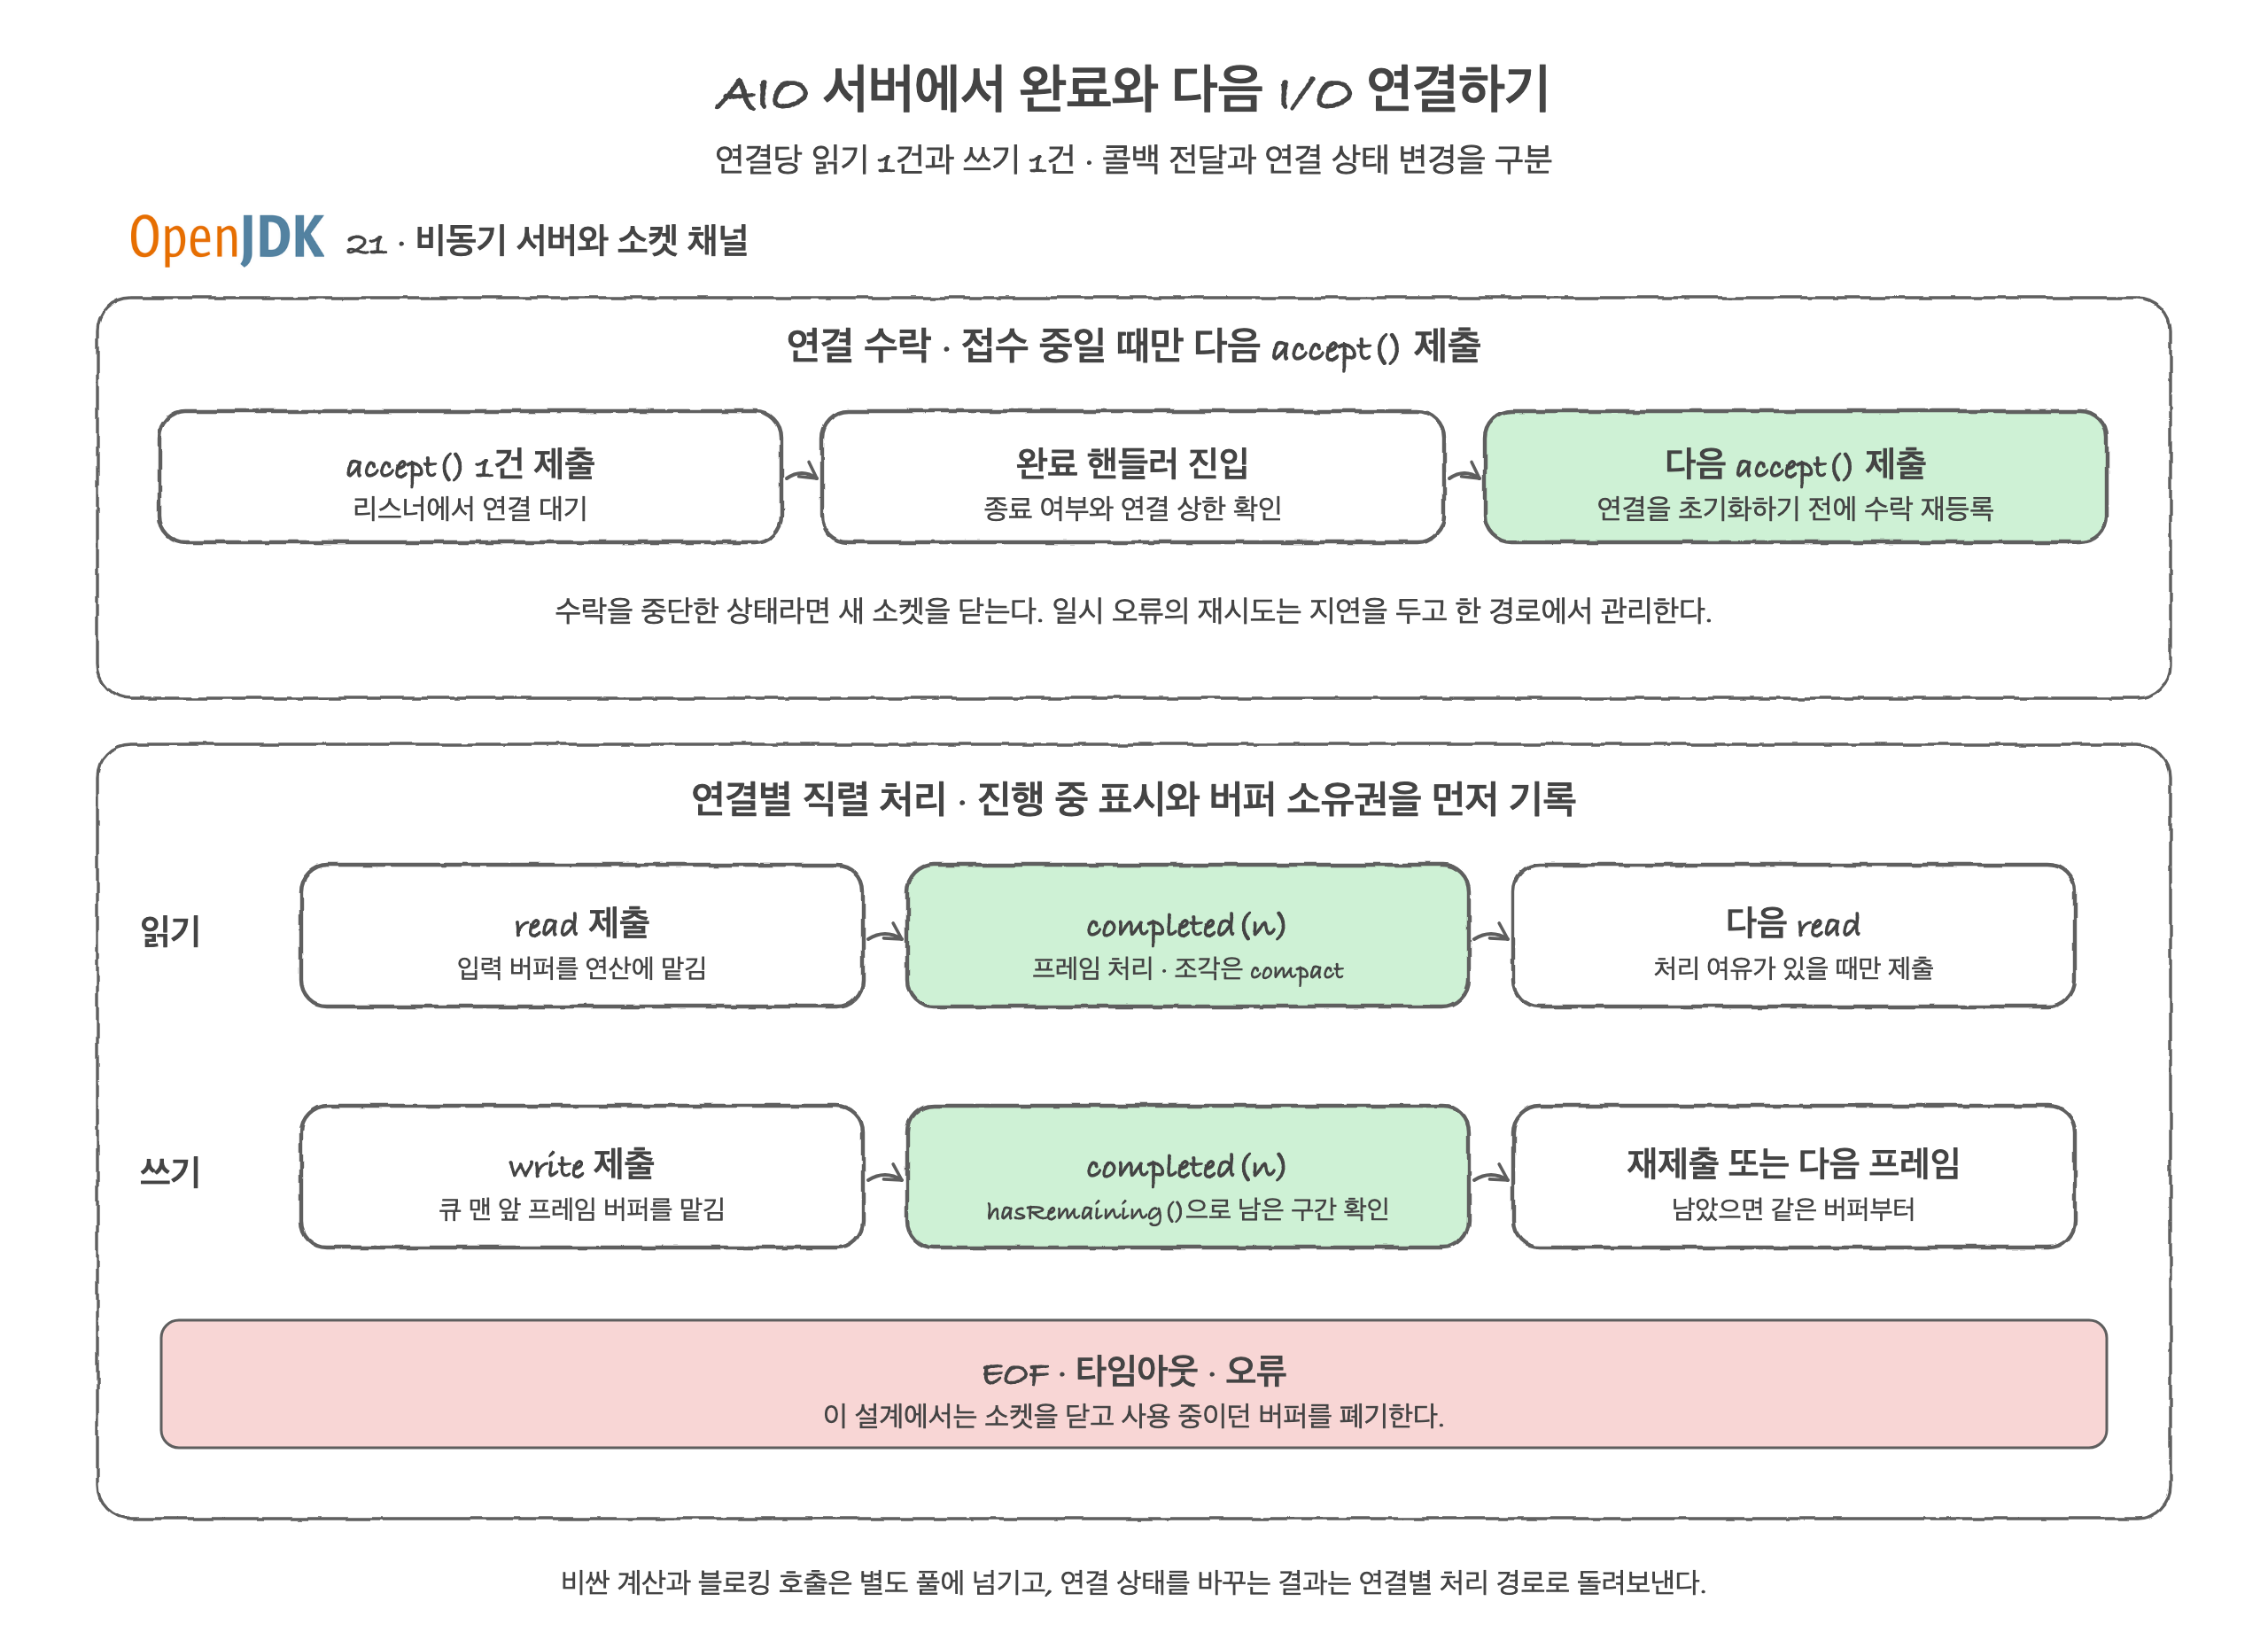 AIO 서버에서 완료와 다음 I/O 연결하기
연결당 읽기 1건과 쓰기 1건 · 콜백 전달과 연결 상태 변경을 구분
OpenJDK 21 · 비동기 서버와 소켓 채널
연결 수락 · 접수 중일 때만 다음 accept() 제출
accept() 1건 제출
리스너에서 연결 대기
완료 핸들러 진입
종료 여부와 연결 상한 확인
다음 accept() 제출
연결을 초기화하기 전에 수락 재등록
수락을 중단한 상태라면 새 소켓을 닫는다. 일시 오류의 재시도는 지연을 두고 한 경로에서 관리한다.
연결별 직렬 처리 · 진행 중 표시와 버퍼 소유권을 먼저 기록
읽기
read 제출
입력 버퍼를 연산에 맡김
completed(n)
프레임 처리 · 조각은 compact
다음 read
처리 여유가 있을 때만 제출
쓰기
write 제출
큐 맨 앞 프레임 버퍼를 맡김
completed(n)
hasRemaining()으로 남은 구간 확인
재제출 또는 다음 프레임
남았으면 같은 버퍼부터
EOF · 타임아웃 · 오류
이 설계에서는 소켓을 닫고 사용 중이던 버퍼를 폐기한다.
비싼 계산과 블로킹 호출은 별도 풀에 넘기고, 연결 상태를 바꾸는 결과는 연결별 처리 경로로 돌려보낸다.